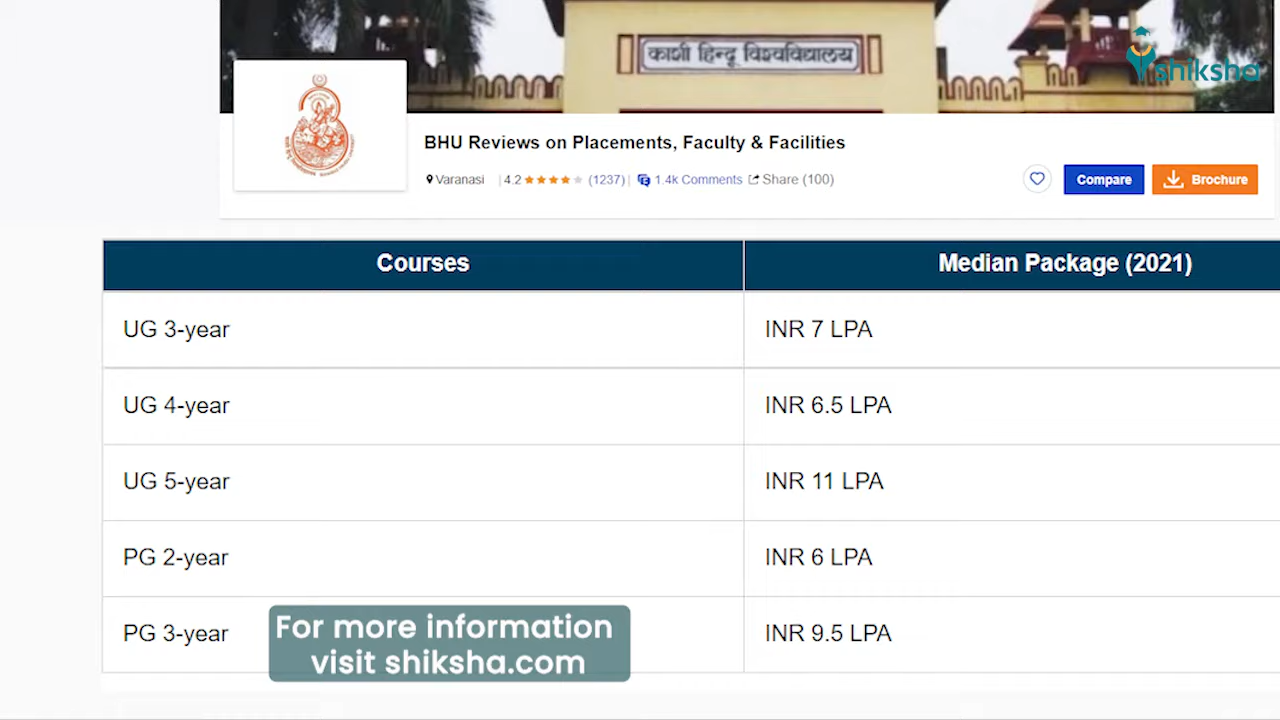 काशी हिन्दू विश्वविद्यालय
shiksha
BHU Reviews on Placements, Faculty & Facilities
Varanasi | 4.2 (1237) | 1.4k Comments Share (100)
Compare
Brochure
Courses Median Package (2021)
UG 3-year INR 7 LPA
UG 4-year INR 6.5 LPA
UG 5-year INR 11 LPA
PG 2-year INR 6 LPA
PG 3-year INR 9.5 LPA
For more information
visit shiksha.com